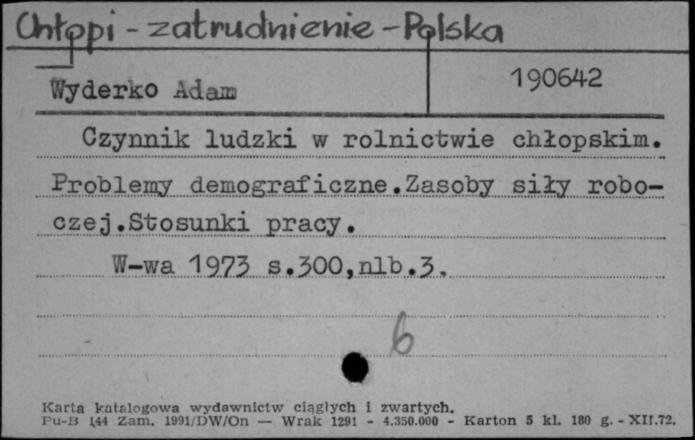 Chłopi - zatrudnienie - Polska
Wyderko Adam
190642
Czynnik ludzki w rolnictwie chłopskim.
Problemy demograficzne.Zasoby siły robo-
czej.Stosunki pracy.
W-wa 1973 s.300,nlb.3.
6
Karta katalogowa wydawnictw ciągłych i zwartych.
Pu-B 144 Zam. 1991/DW/On — Wrak 1291 - 4.350.000 - Karton 5 kl. 180 g. - XII.72.